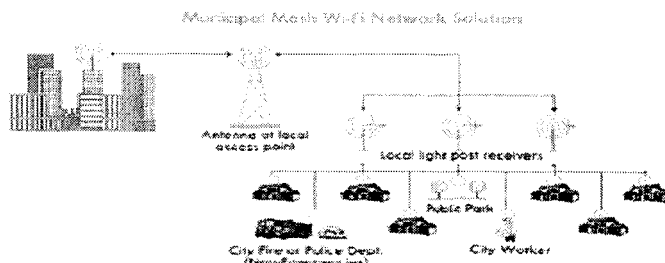 Municipal Mesh Wi-Fi Network Solution
Antenna at local
access point
Local light post receivers
Public Park
City Fire or Police Dept.
City Worker